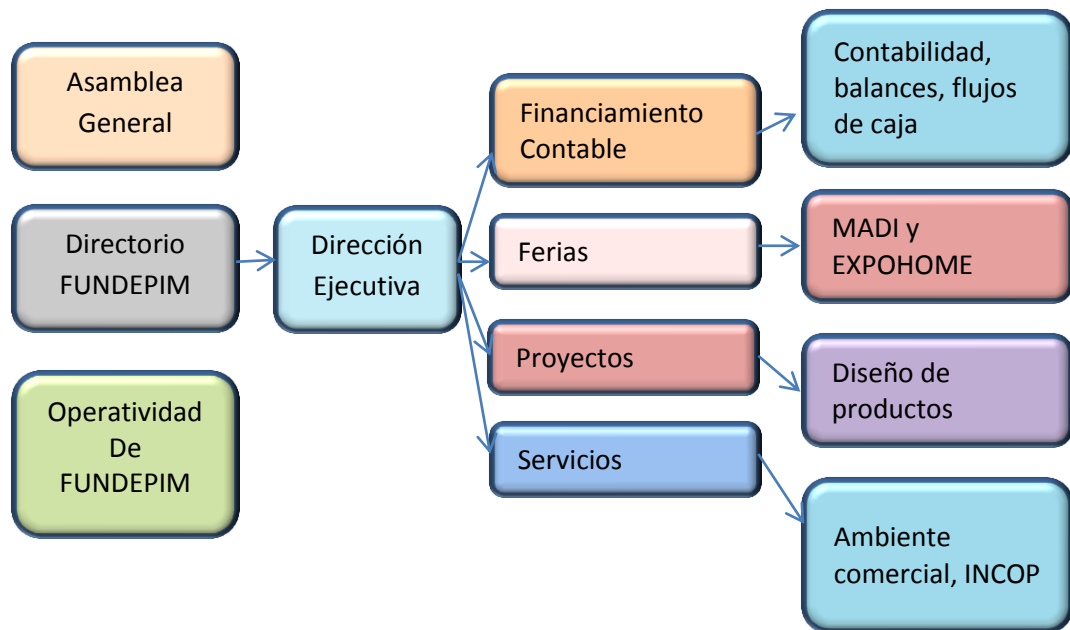 Asamblea
General
Directorio
FUNDEPIM
Operatividad
De
FUNDEPIM
Dirección
Ejecutiva
Financiamiento
Contable
Ferias
Proyectos
Servicios
Contabilidad,
balances, flujos
de caja
MADI y
EXPOHOME
Diseño de
productos
Ambiente
comercial, INCOP